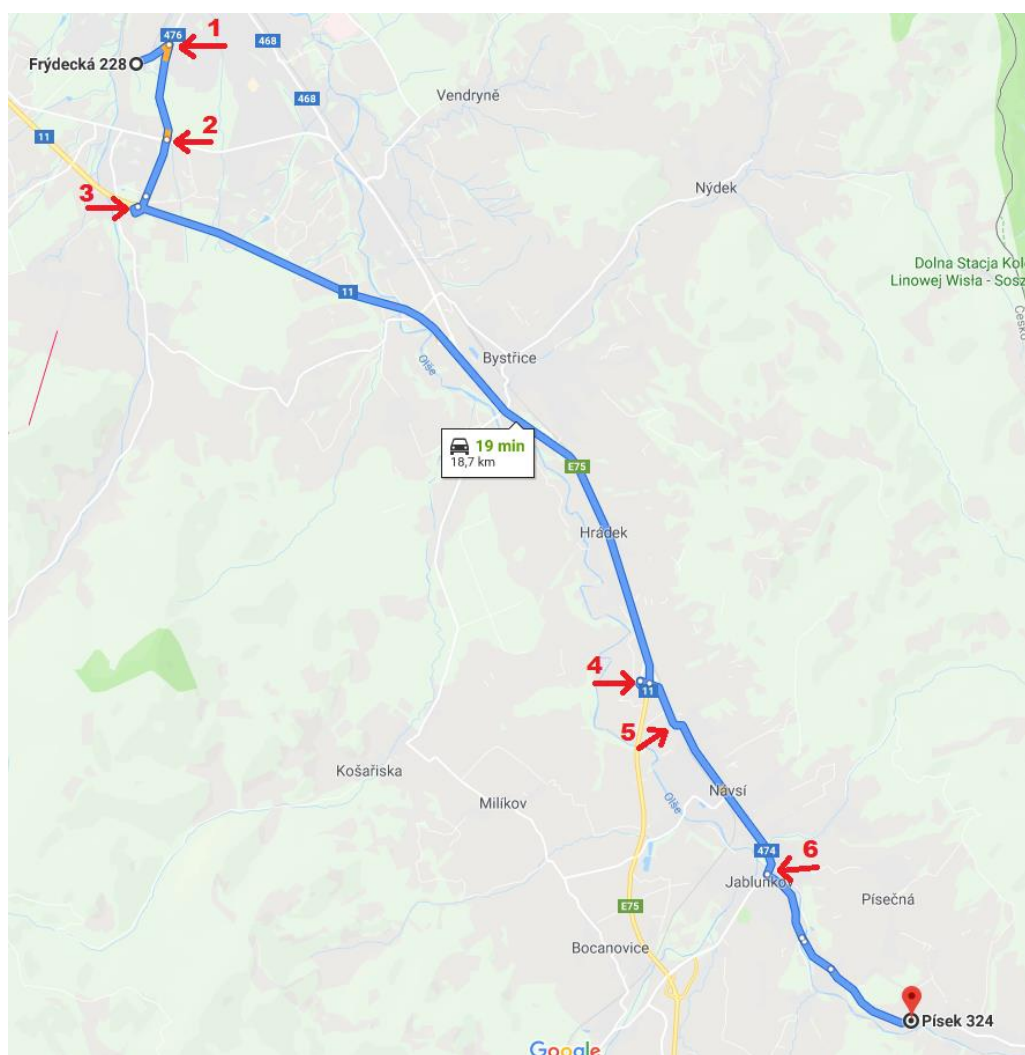 476
1
468
Frýdecká 228
Vendryně
468
11
2
3
Nýdek
Dolna Stacja Kol
Linowej Wisła - Sosz
Česko
11
Bystřice
Olše
19 min
18,7 km
E75
Hrádek
4
11
5
Košařiska
Návsí
Olše
Milíkov
474
6
Jablunkov
Písečná
E75
Bocanovice
Písek 324
Google